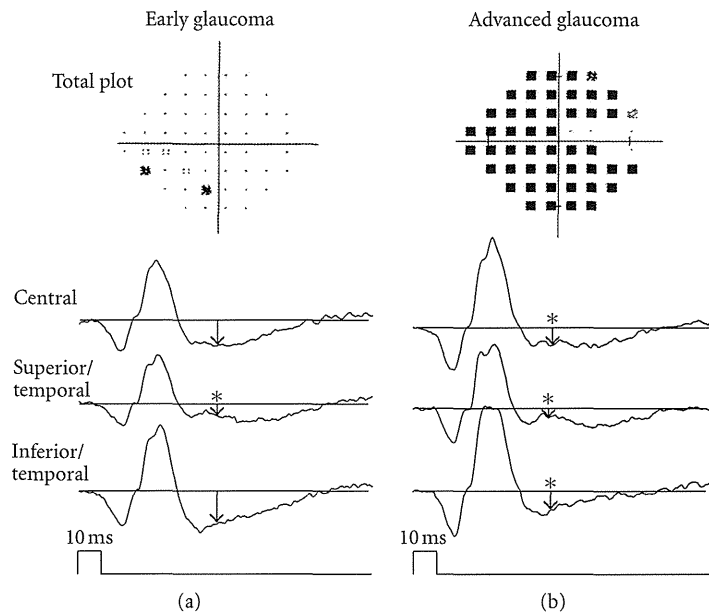 Early glaucoma
Advanced glaucoma
Total plot
Central
*
Superior/
temporal
*
*
Inferior/
temporal
*
10 ms
10 ms
(a)
(b)